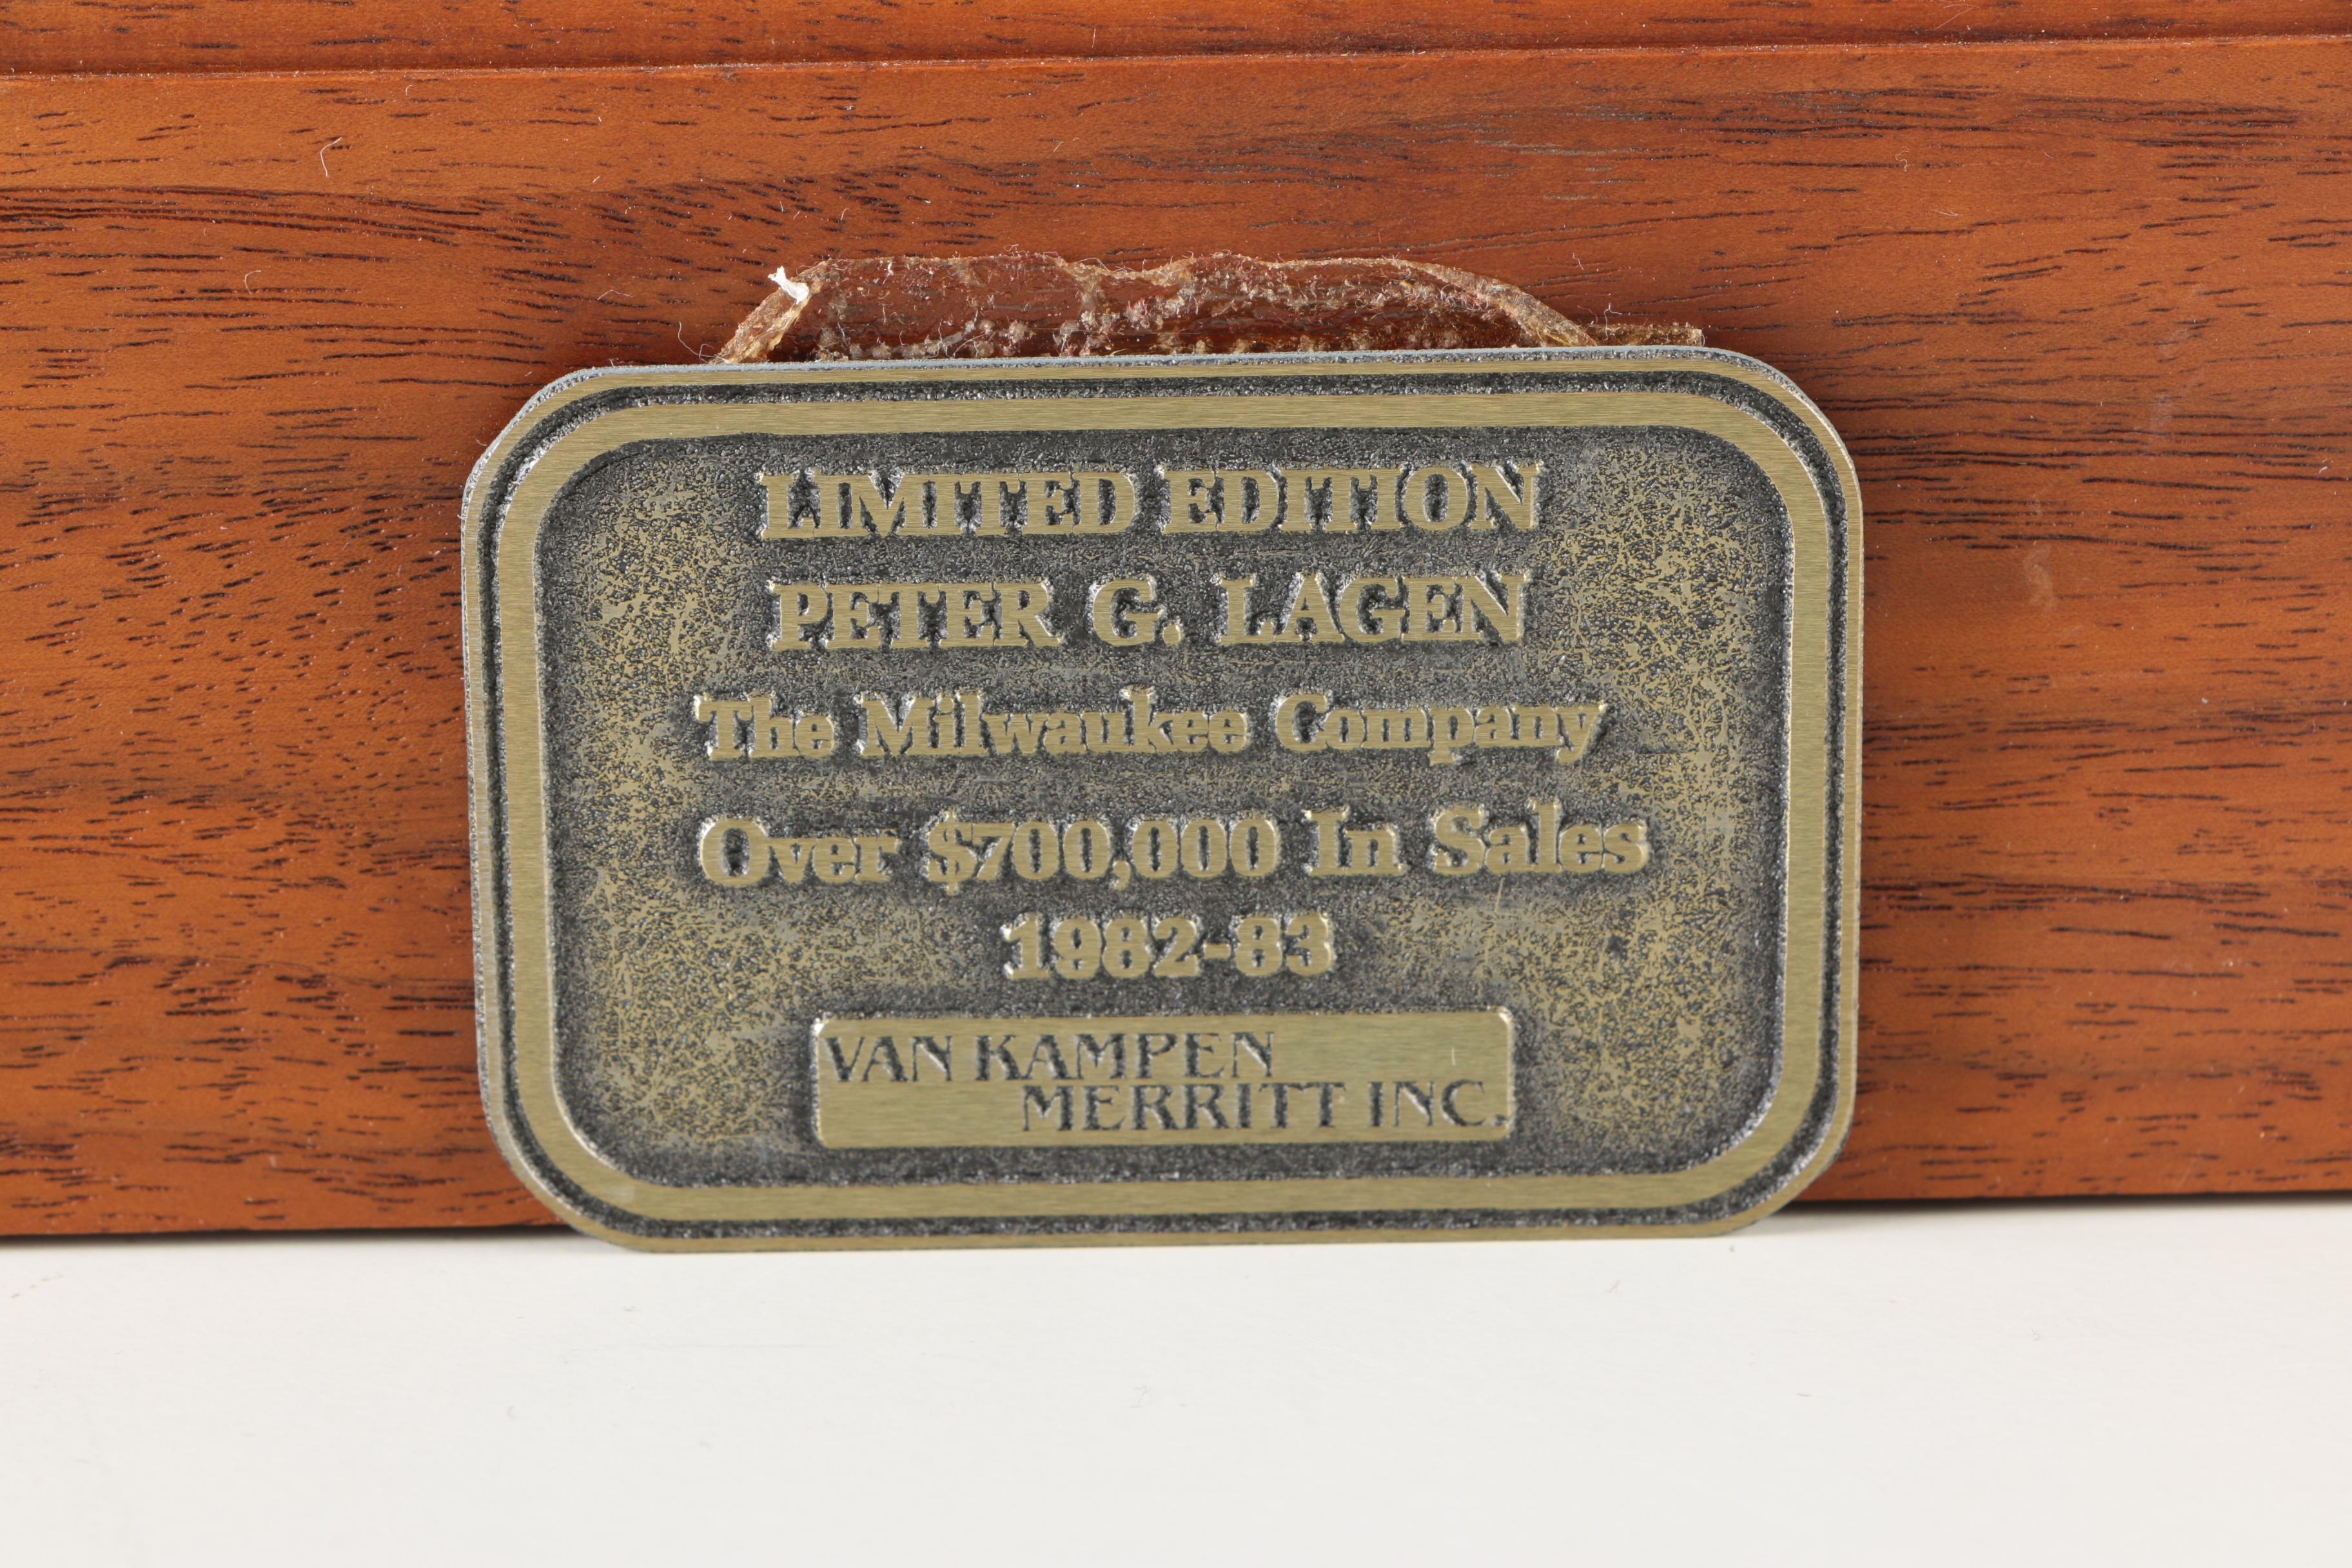 LIMITED EDITION
PETER G. LAGEN
The Milwaukee Company
Over $700,000 In Sales
1982-83
VAN KAMPEN
MERRITT INC.